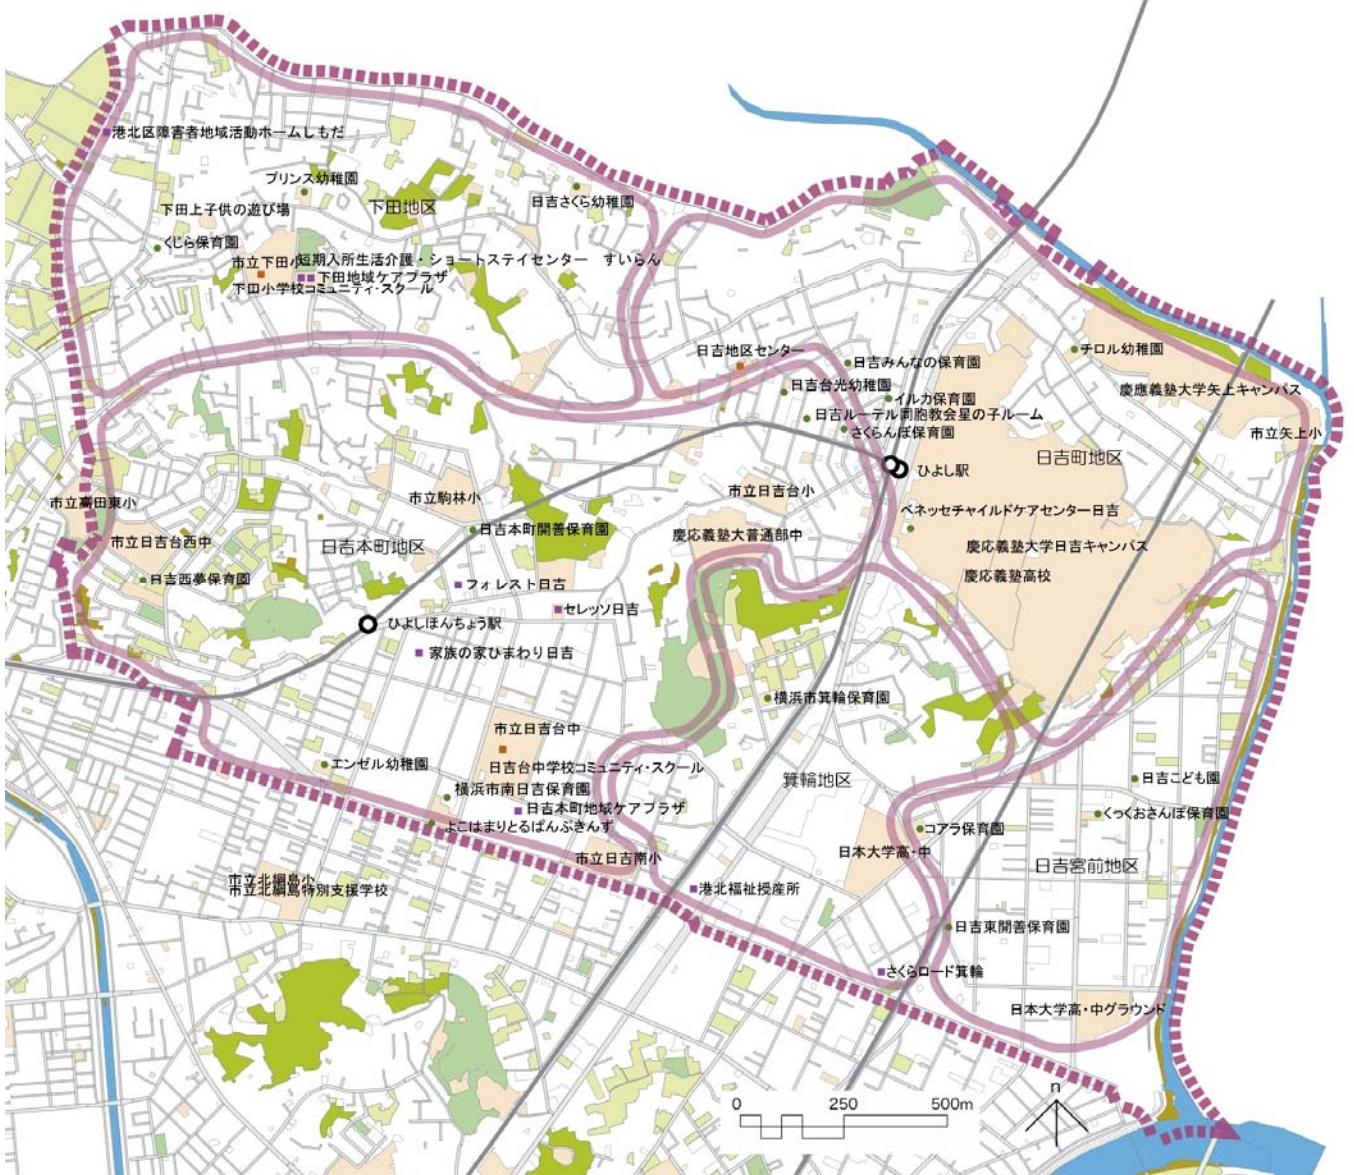 港北区障害者地域活動ホームしもだ
プリンス幼稚園
下田地区
日吉さくら幼稚園
下田上子供の遊び場
くじら保育園
市立下田小
短期入所生活介護・ショートステイセンター すいらん
下田地域ケアプラザ
下田小学校コミュニティ・スクール
日吉地区センター
日吉みんなの保育園
チロル幼稚園
日吉台光幼稚園
イルカ保育園
慶應義塾大学矢上キャンパス
日吉ルーテル同胞教会星の子ルーム
さくらんぼ保育園
市立矢上小
日吉町地区
ひよし駅
市立高田東小
市立駒林小
市立日吉台小
ベネッセチャイルドケアセンター日吉
日吉本町開善保育園
慶応義塾大普通部中
市立日吉台西中
日吉本町地区
慶応義塾大学日吉キャンパス
慶応義塾高校
日吉西夢保育園
フォレスト日吉
セレッソ日吉
ひよしほんちょう駅
家族の家ひまわり日吉
横浜市箕輪保育園
市立日吉台中
エンゼル幼稚園
日吉台中学校コミュニティ・スクール
箕輪地区
日吉こども園
横浜市南日吉保育園
日吉本町地域ケアプラザ
くっくおさんぽ保育園
よこはまりとるぱんぷきんず
コアラ保育園
市立日吉南小
日本大学高・中
日吉宮前地区
市立北綱島小
市立北綱島特別支援学校
港北福祉授産所
日吉東開善保育園
さくらロード箕輪
日本大学高・中グラウンド
n
0 250 500m